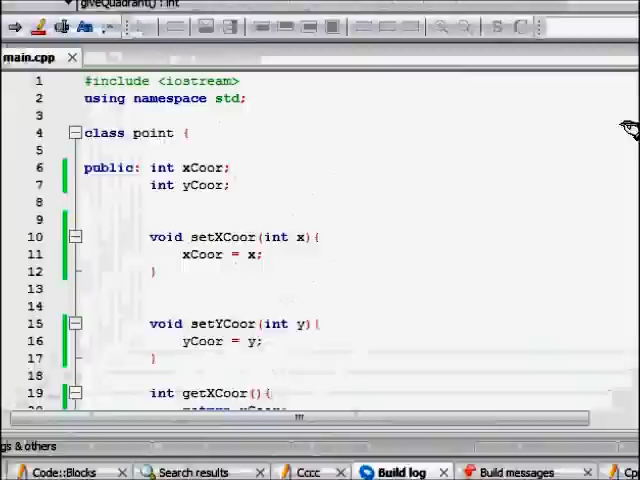 giveQuadrant() : int
main.cpp
1 #include <iostream>
2 using namespace std;
3
4 class point {
5
6 public: int xCoor;
7 int yCoor;
8
9
10 void setXCoor(int x){
11 xCoor = x;
12 }
13
14
15 void setYCoor(int y){
16 yCoor = y;
17 }
18
19 int getXCoor(){
gs & others
Code::Blocks Search results Cccc Build log Build messages